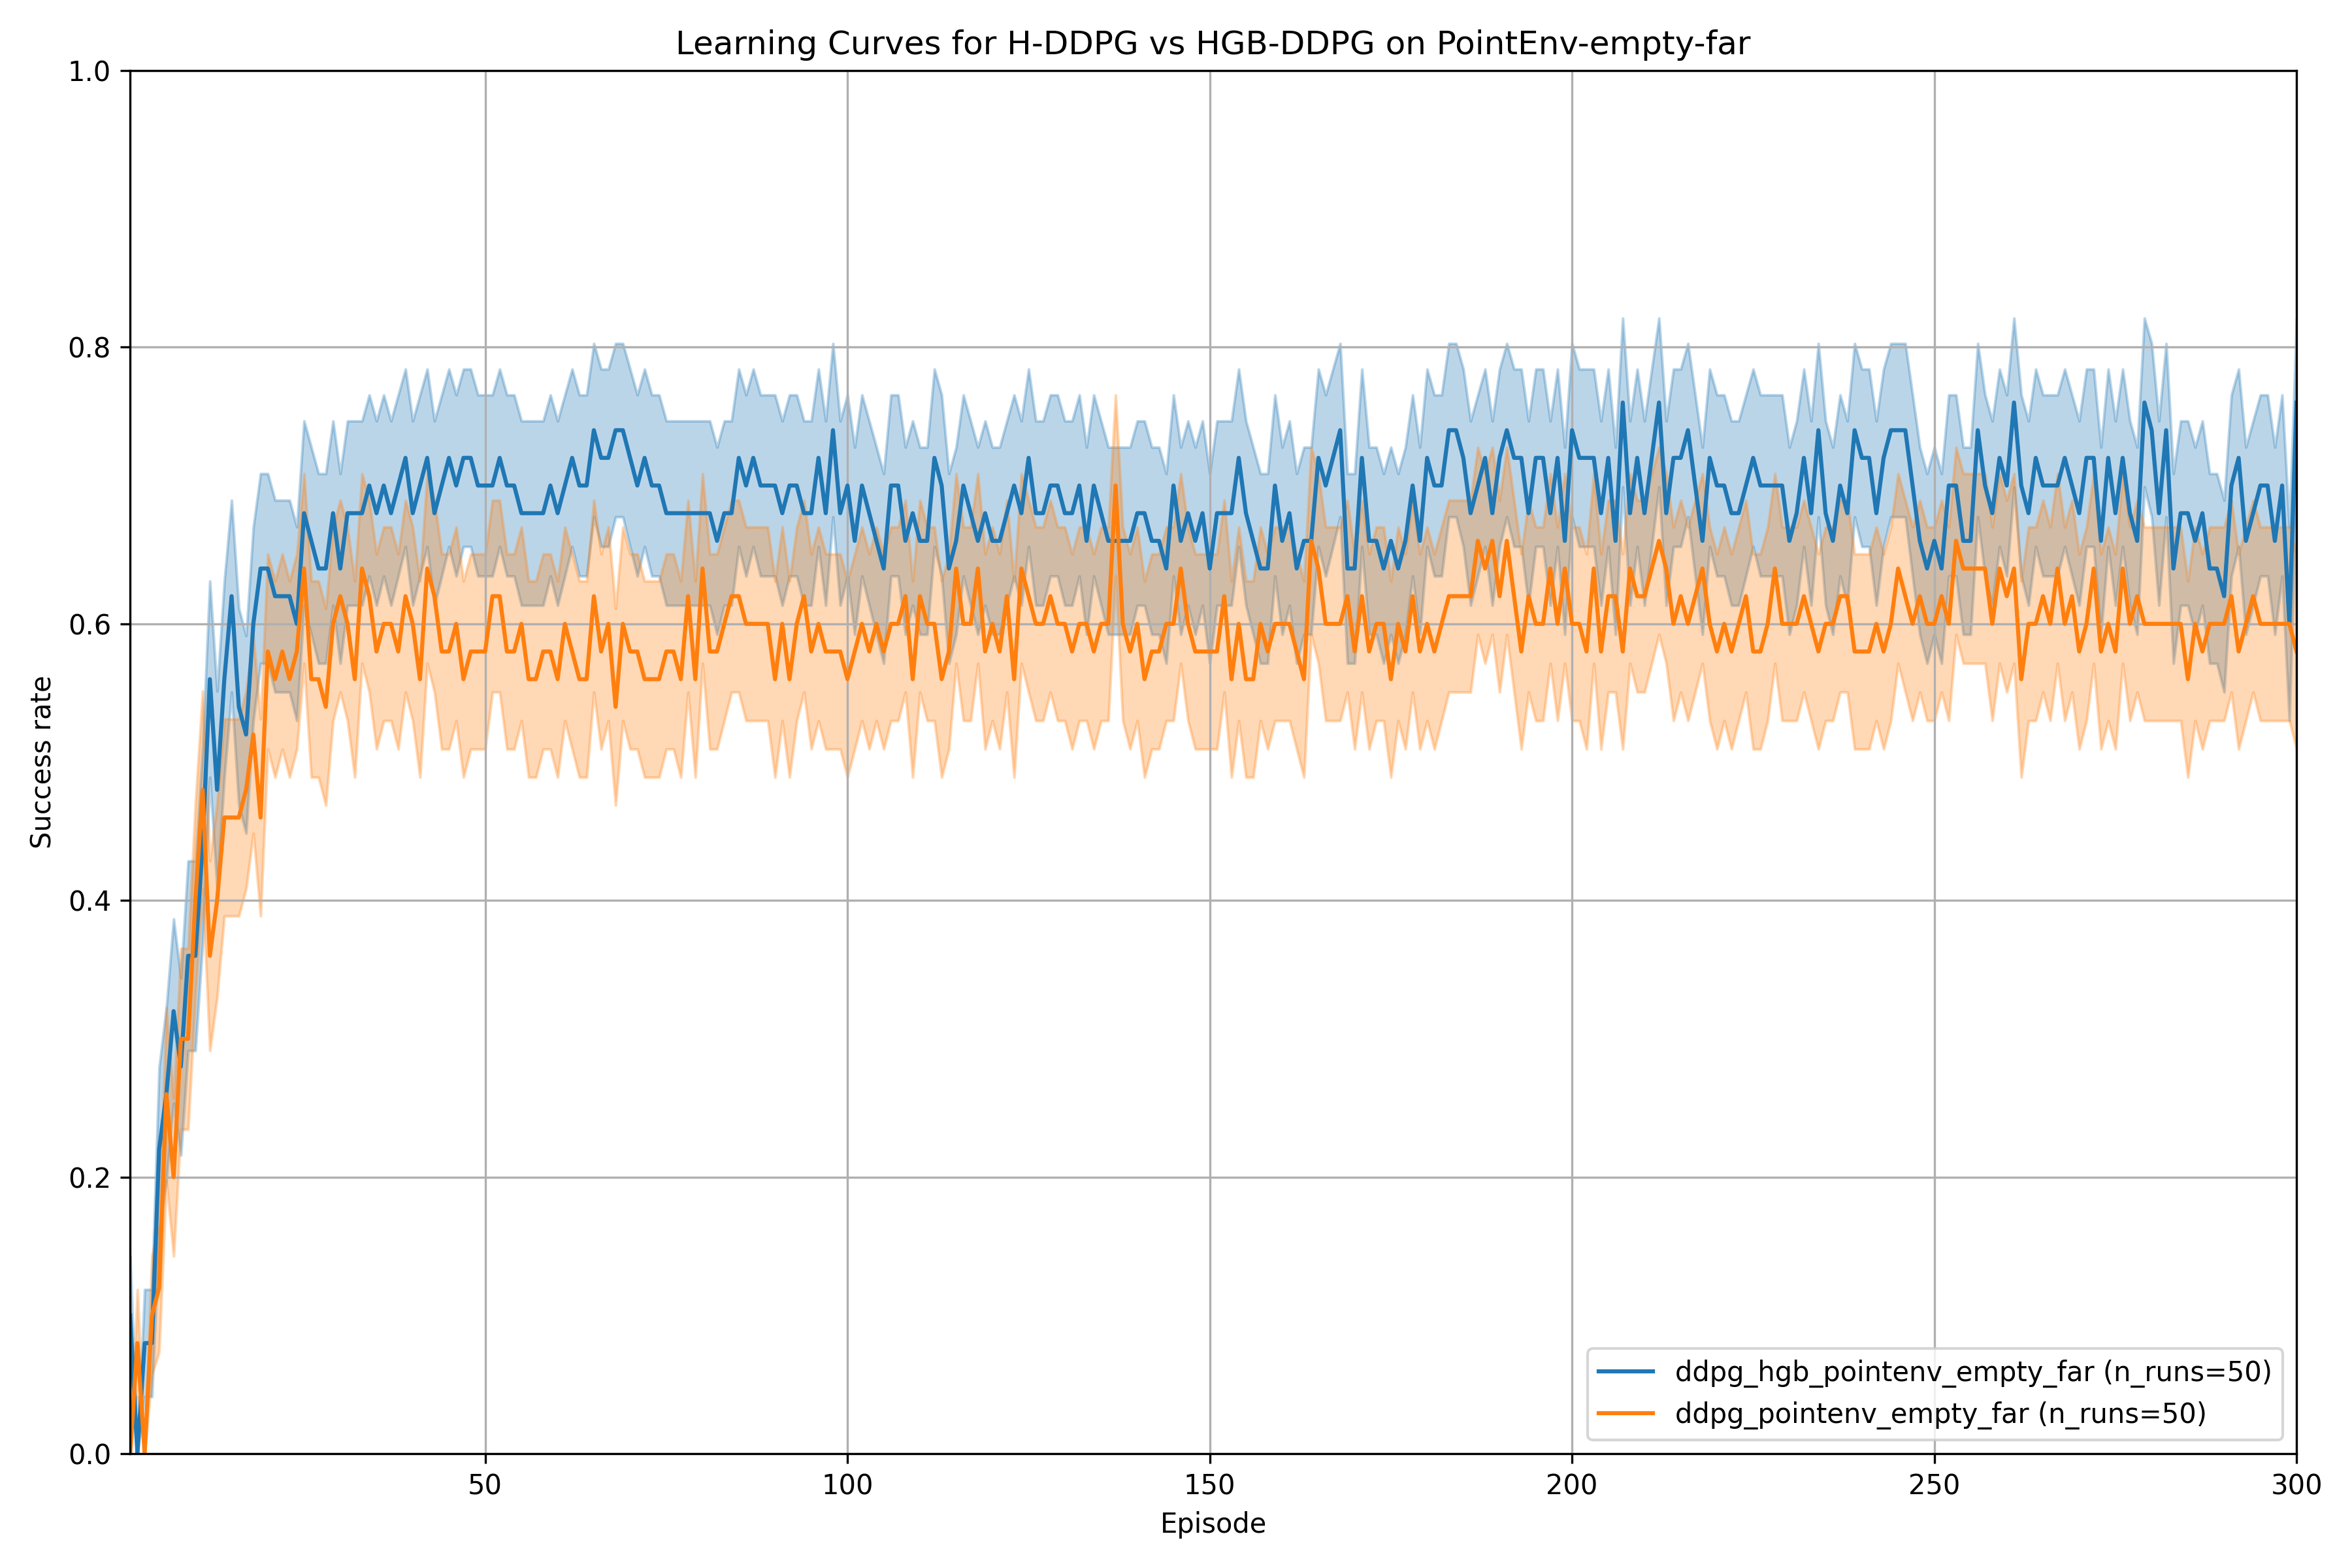 Learning Curves for H-DDPG vs HGB-DDPG on PointEnv-empty-far
1.0
0.8
0.6
0.4
0.2
0.0
Success rate
50
100
150
200
250
300
Episode
ddpg_hgb_pointenv_empty_far (n_runs=50)
ddpg_pointenv_empty_far (n_runs=50)